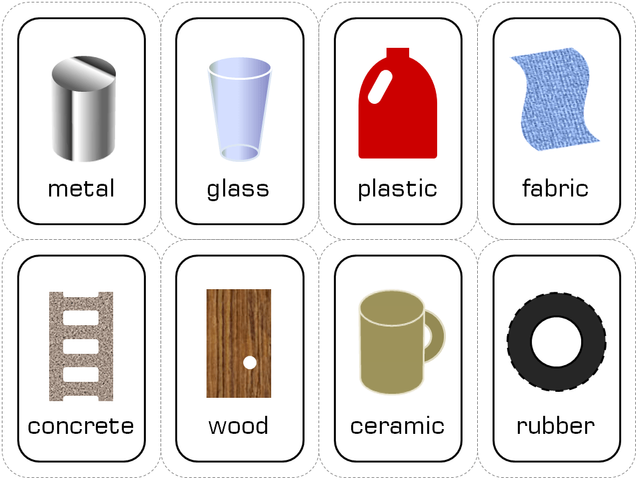 metal
glass
plastic
fabric
concrete
wood
ceramic
rubber